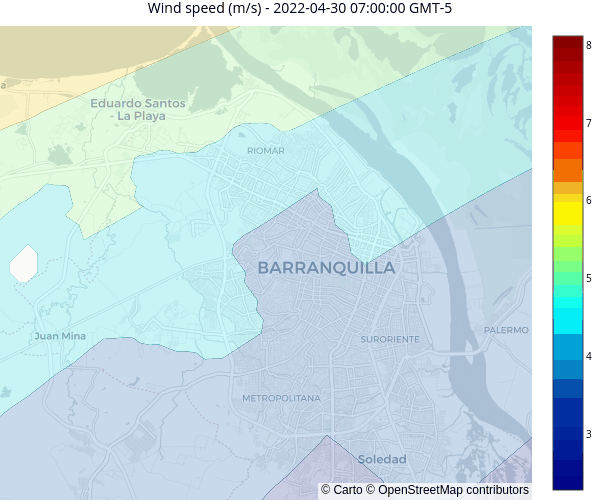 Wind speed (m/s) - 2022-04-30 07:00:00 GMT-5
8
a
Eduardo Santos
- La Playa
7
RIOMAR
6
BARRANQUILLA
5
Juan Mina
SURORIENTE
PALERMO
4
METROPOLITANA
3
Soledad
© Carto © OpenStreetMap contributors